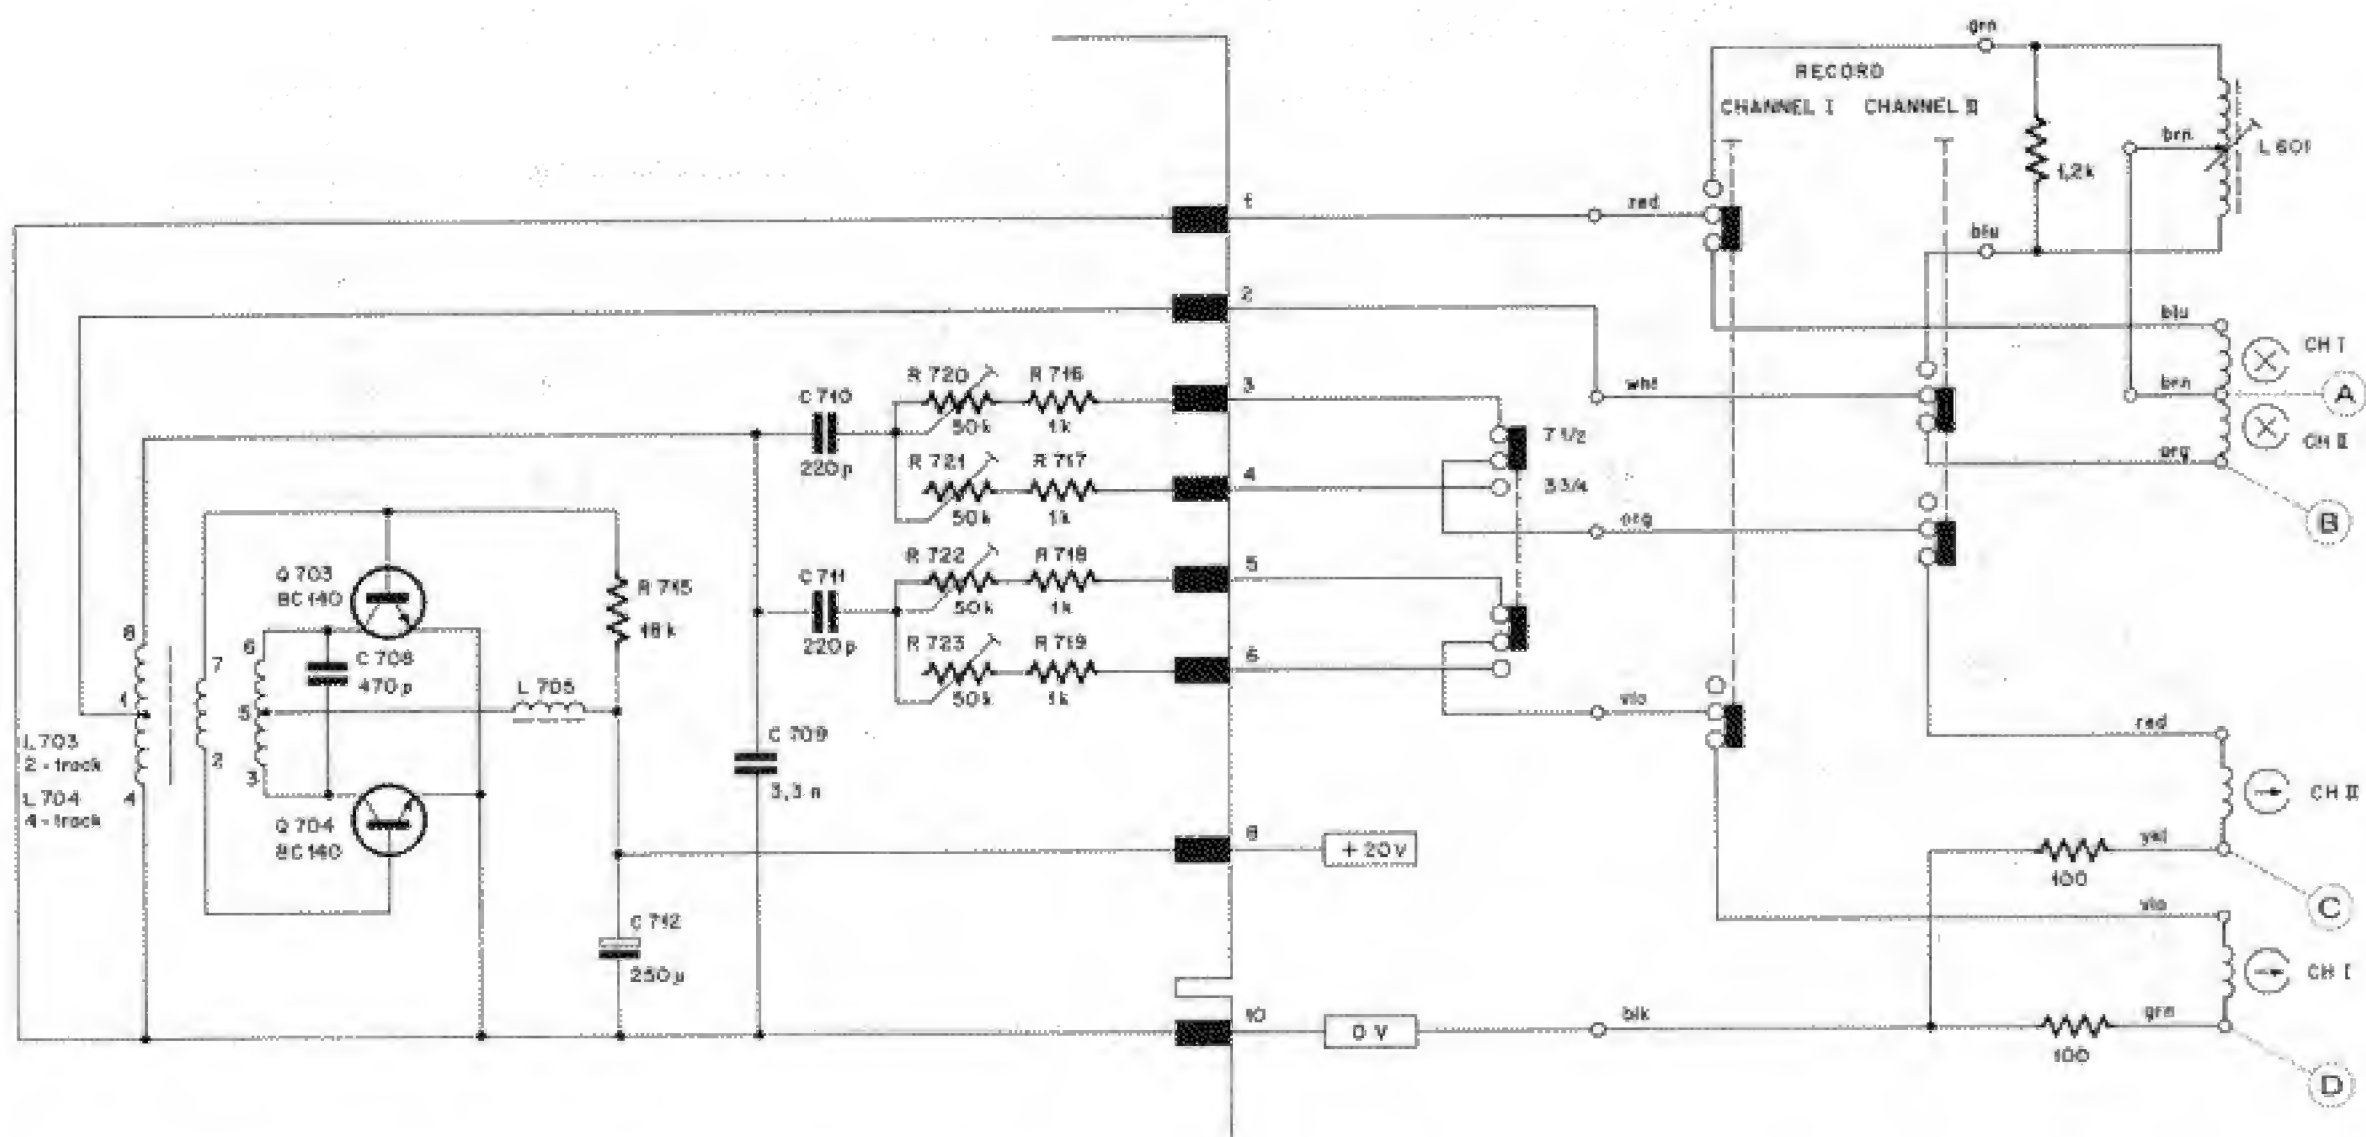 grn
RECORD
CHANNEL I CHANNEL II
brn
L 601
1,2k
1
red
blu
2
blu
CH I
R 720
R 716
3
wht
brn
A
C 710
50k
1k
7 1/2
CH II
220p
R 721
R 717
4
3 3/4
org
50k
1k
org
B
Q 703
BC 140
R 722
R 718
5
C 711
R 715
18k
50k
1k
220p
R 723
R 719
6
8
7
6
C 708
470p
L 705
50k
1k
vio
1
5
red
L 703
2 - track
2
3
C 709
3,3 n
L 704
4 - track
4
Q 704
BC 140
8
+ 20 V
CH II
yel
100
C
vio
C 712
250µ
CH I
10
0 V
blk
grn
100
D